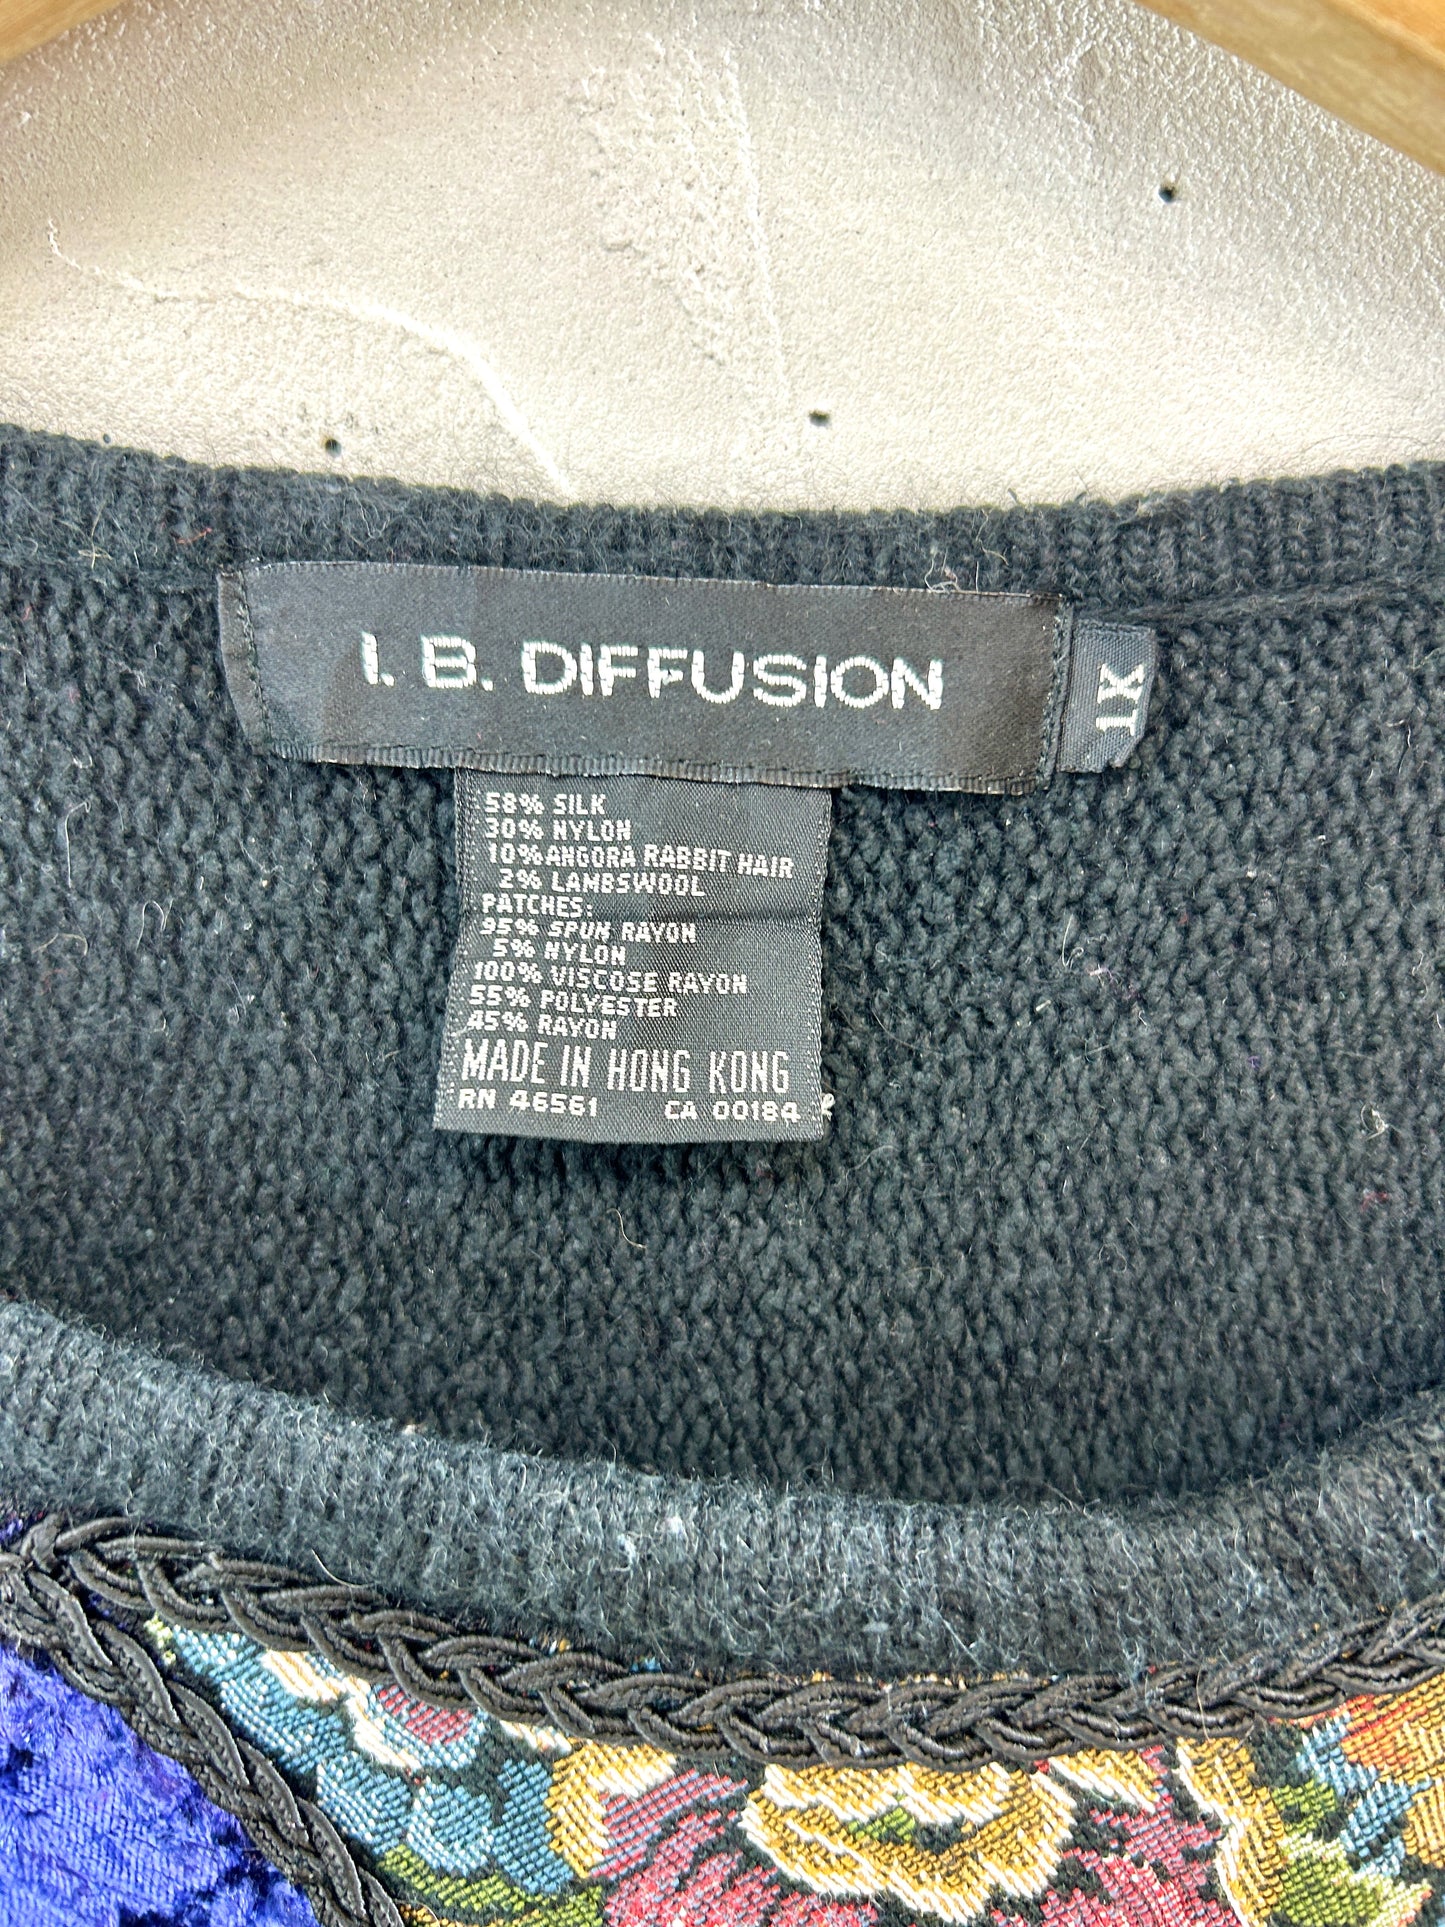 I. B. DIFFUSION
1X
58% SILK
30% NYLON
10% ANGORA RABBIT HAIR
2% LAMBSWOOL
PATCHES:
95% SPUN RAYON
5% NYLON
100% VISCOSE RAYON
55% POLYESTER
45% RAYON
MADE IN HONG KONG
RN 46561 CA 00184